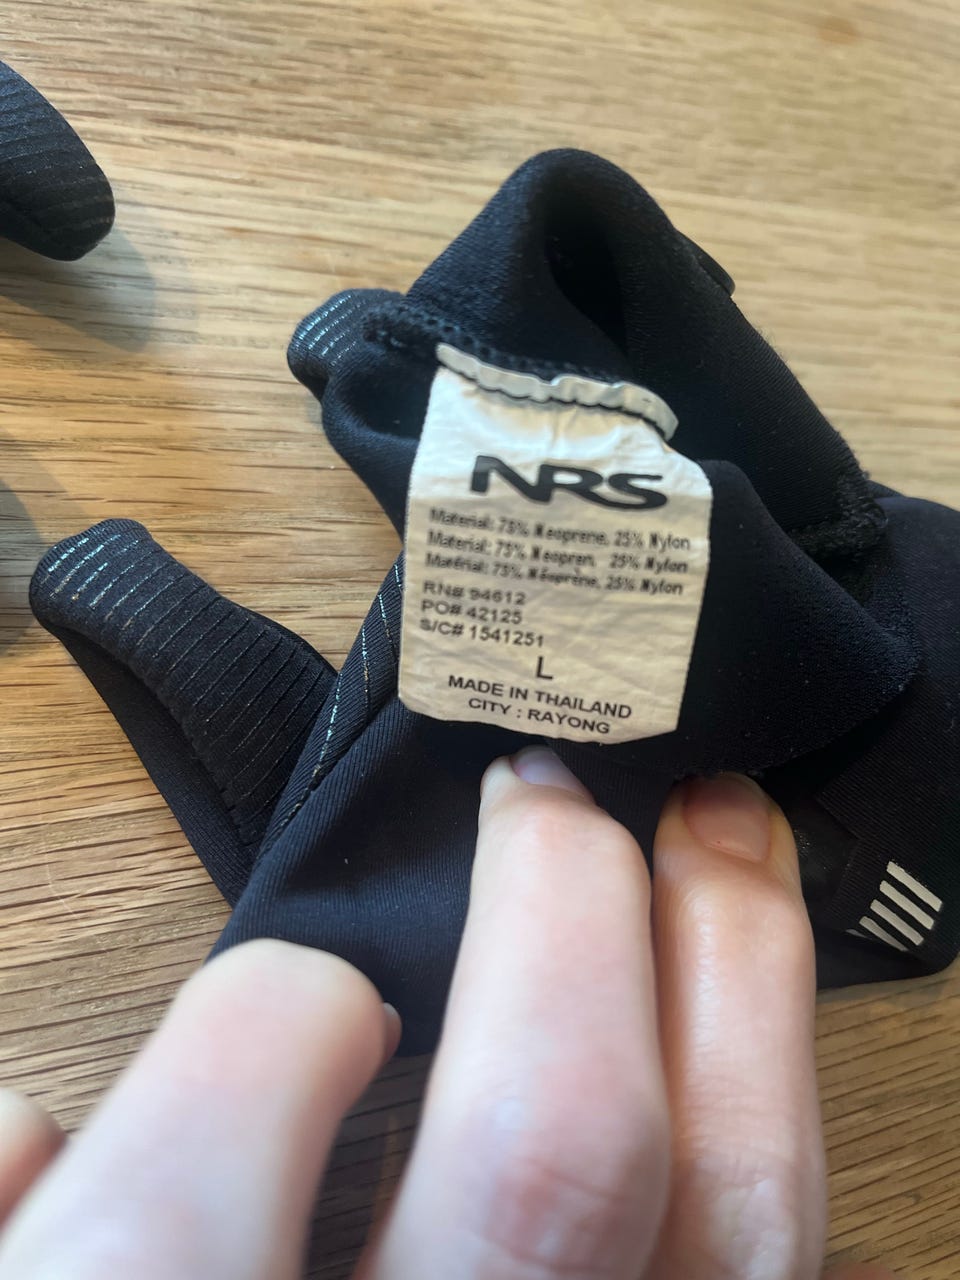 NRS
Material: 75% Neoprene, 25% Nylon
Material: 75% Neopren, 25% Nylon
Matérial: 75% Néoprène, 25% Nylon
RN# 94612
PO# 42125
S/C# 1541251
L
MADE IN THAILAND
CITY : RAYONG